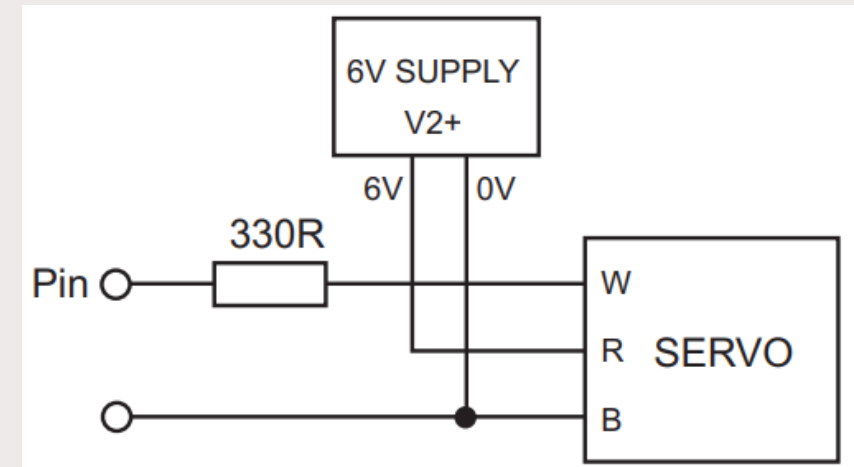 6V SUPPLY
V2+
6V 0V
330R
Pin
W
R SERVO
B